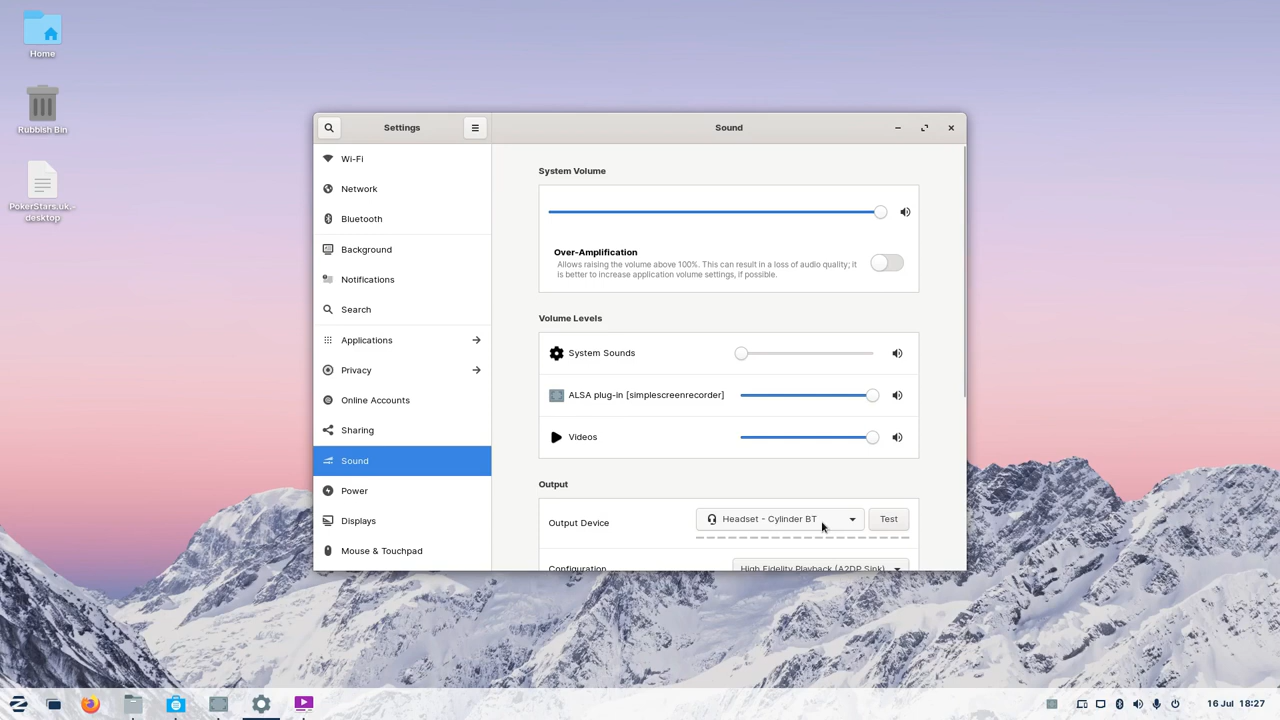 Home
Rubbish Bin
PokerStars.uk.-
desktop
Settings
Sound
Wi-Fi
Network
Bluetooth
Background
Notifications
Search
Applications
Privacy
Online Accounts
Sharing
Sound
Power
Displays
Mouse & Touchpad
System Volume
Over-Amplification
Allows raising the volume above 100%. This can result in a loss of audio quality; it
is better to increase application volume settings, if possible.
Volume Levels
System Sounds
ALSA plug-in [simplescreenrecorder]
Videos
Output
Output Device
Headset - Cylinder BT
Test
Configuration
High Fidelity Playback (A2DP Sink)
16 Jul 18:27